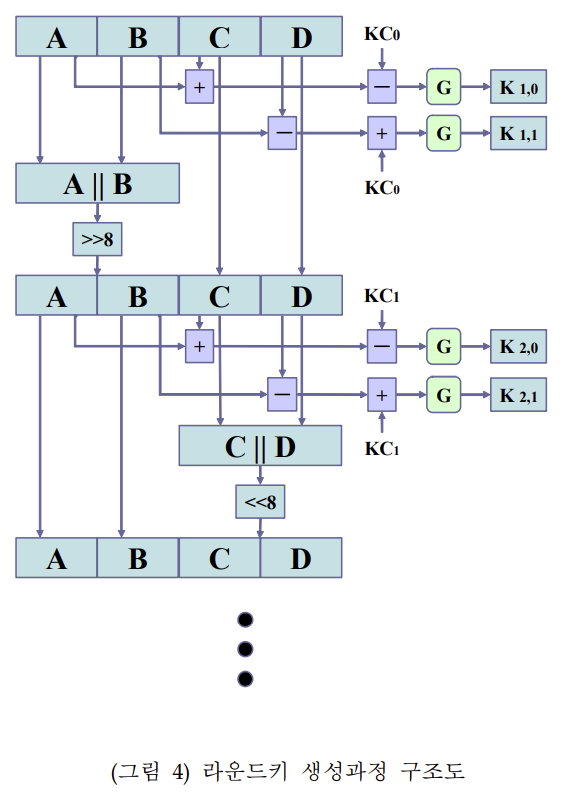 A B C D
KC0
+ − G K 1,0
− + G K 1,1
KC0
A || B
>>8
A B C D
KC1
+ − G K 2,0
− + G K 2,1
KC1
C || D
<<8
A B C D
(그림 4) 라운드키 생성과정 구조도